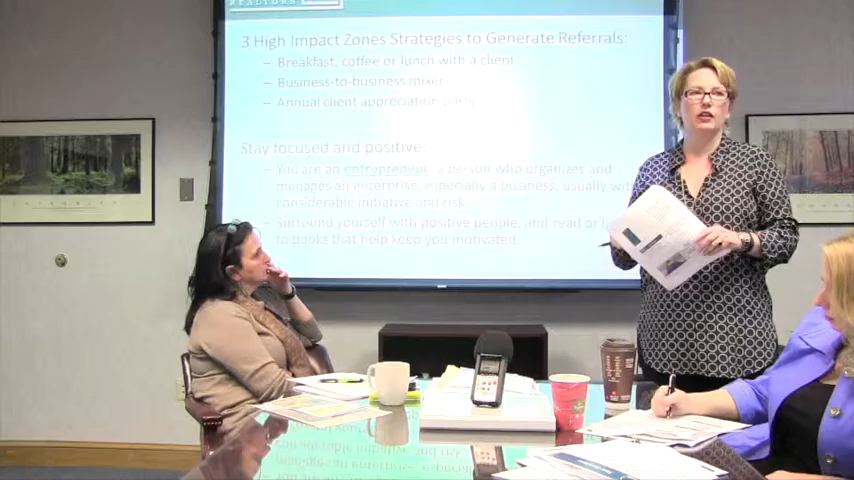 REALTORS
3 High Impact Zones Strategies to Generate Referrals:
– Breakfast, coffee or lunch with a client
– Business-to-business mixer
– Annual client appreciation party
Stay focused and positive:
– You are an entrepreneur: a person who organizes and
manages an enterprise, especially a business, usually wit
considerable initiative and risk.
– Surround yourself with positive people, and read or li
to books that help keep you motivated.